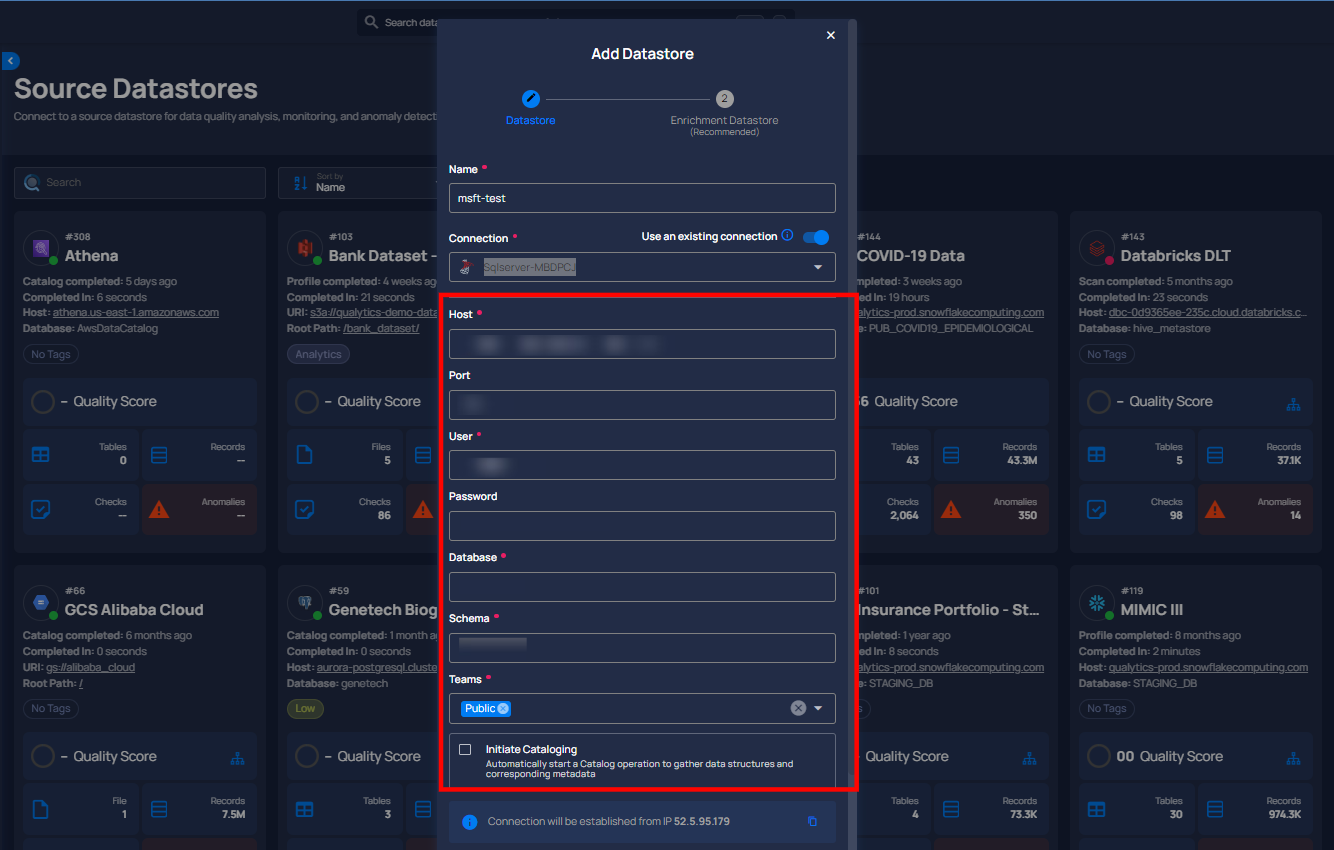 Search data
Add Datastore
Source Datastores
Connect to a source datastore for data quality analysis, monitoring, and anomaly detect
Datastore
2
Enrichment Datastore
(Recommended)
Search
Sort by
Name
Name *
msft-test
Connection *
Use an existing connection
Sqlserver-MBDPCJ
Host *
Port
User *
Password
Database *
Schema *
Teams *
Public
Initiate Cataloging
Automatically start a Catalog operation to gather data structures and
corresponding metadata
Connection will be established from IP 52.5.95.179
#308
Athena
Catalog completed: 5 days ago
Completed In: 6 seconds
Host: athena.us-east-1.amazonaws.com
Database: AwsDataCatalog
No Tags
– Quality Score
Tables
0
Records
--
Checks
--
Anomalies
--
#103
Bank Dataset -
Profile completed: 4 weeks ago
Completed In: 21 seconds
URI: s3a://qualytics-demo-data
Root Path: /bank_dataset/
Analytics
– Quality Score
Files
5
Checks
86
#144
COVID-19 Data
mpleted: 3 weeks ago
ed In: 19 hours
alytics-prod.snowflakecomputing.com
e: PUB_COVID19_EPIDEMIOLOGICAL
56 Quality Score
Tables
43
Records
43.3M
Checks
2,064
Anomalies
350
#143
Databricks DLT
Scan completed: 5 months ago
Completed In: 23 seconds
Host: dbc-0d9365ee-235c.cloud.databricks.c...
Database: hive_metastore
No Tags
– Quality Score
Tables
5
Records
37.1K
Checks
98
Anomalies
14
#66
GCS Alibaba Cloud
Catalog completed: 6 months ago
Completed In: 0 seconds
URI: gs://alibaba_cloud
Root Path: /
No Tags
– Quality Score
File
1
Records
7.5M
#59
Genetech Biog
Catalog completed: 1 month a
Completed In: 0 seconds
Host: aurora-postgresql.cluste
Database: genetech
Low
– Quality Score
Tables
3
#101
Insurance Portfolio - St...
mpleted: 1 year ago
ed In: 8 seconds
alytics-prod.snowflakecomputing.com
e: STAGING_DB
s
Quality Score
Tables
4
Records
73.3K
#119
MIMIC III
Profile completed: 8 months ago
Completed In: 2 minutes
Host: qualytics-prod.snowflakecomputing.com
Database: STAGING_DB
No Tags
00 Quality Score
Tables
30
Records
974.3K